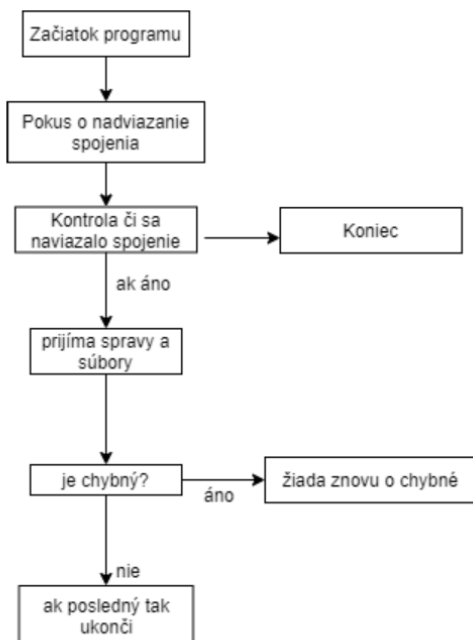 Začiatok programu
Pokus o nadviazanie
spojenia
Kontrola či sa
naviazalo spojenie
Koniec
ak áno
prijíma spravy a
súbory
je chybný?
áno
žiada znovu o chybné
nie
ak posledný tak
ukonči